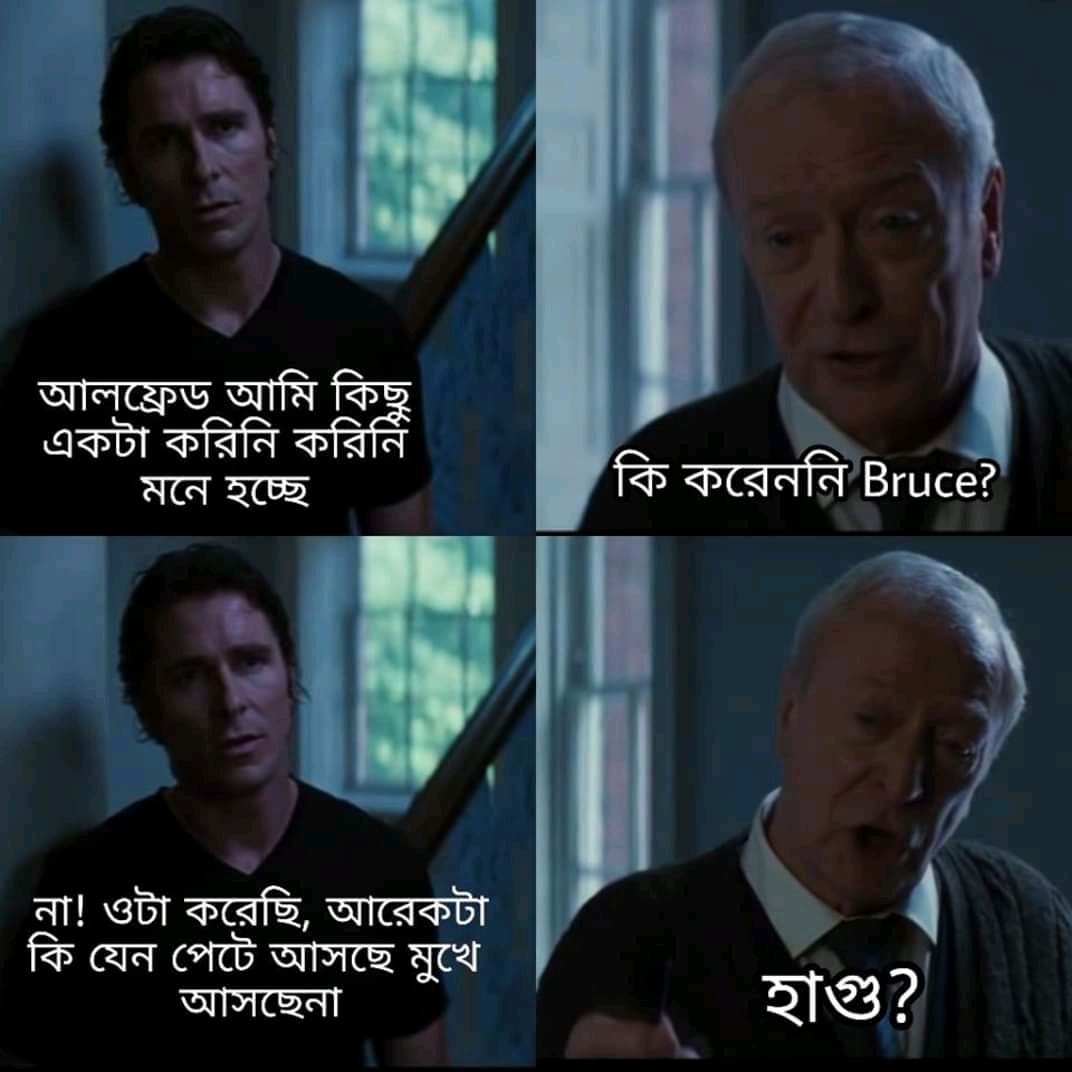 আলফ্রেড আমি কিছু
একটা করিনি করিনি
মনে হচ্ছে
কি করেননি Bruce?
না! ওটা করেছি, আরেকটা
কি যেন পেটে আসছে মুখে
আসছেনা
হাগু?